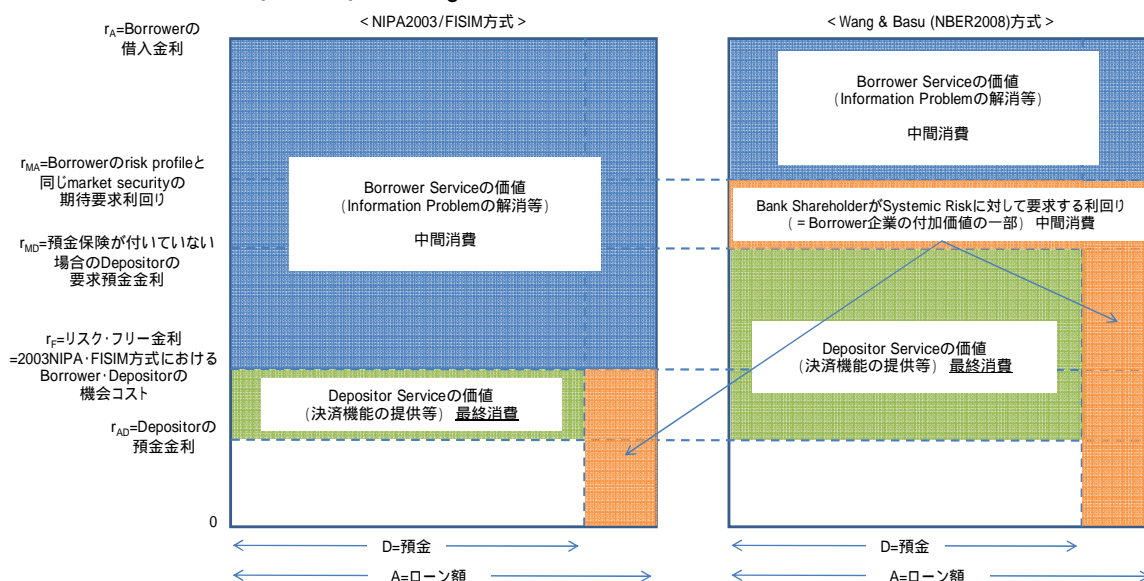 < NIPA2003/FISIM方式 >
< Wang & Basu (NBER2008)方式 >
rA=Borrowerの
借入金利
rMA=Borrowerのrisk profileと
同じmarket securityの
期待要求利回り
rMD=預金保険が付いていない
場合のDepositorの
要求預金金利
rF=リスク・フリー金利
=2003NIPA・FISIM方式における
Borrower・Depositorの
機会コスト
rAD=Depositorの
預金金利
0
Borrower Serviceの価値
(Information Problemの解消等)
中間消費
Depositor Serviceの価値
(決済機能の提供等) 最終消費
D=預金
A=ローン額
Borrower Serviceの価値
(Information Problemの解消等)
中間消費
Bank ShareholderがSystemic Riskに対して要求する利回り
(=Borrower企業の付加価値の一部) 中間消費
Depositor Serviceの価値
(決済機能の提供等) 最終消費
D=預金
A=ローン額